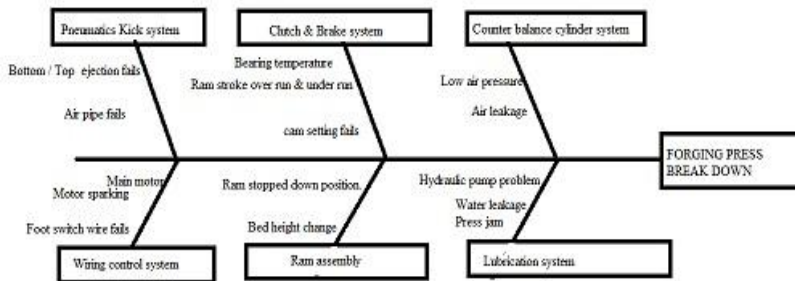 Pneumatics Kick system
Clutch & Brake system
Counter balance cylinder system
Bottom / Top ejection fails
Air pipe fails
Bearing temperature
Ram stroke over run & under run
cam setting fails
Low air pressure
Air leakage
FORGING PRESS
BREAK DOWN
Main motor
Motor sparking
Foot switch wire fails
Ram stopped down position.
Bed height change
Hydraulic pump problem
Water leakage
Press jam
Wiring control system
Ram assembly
Lubrication system